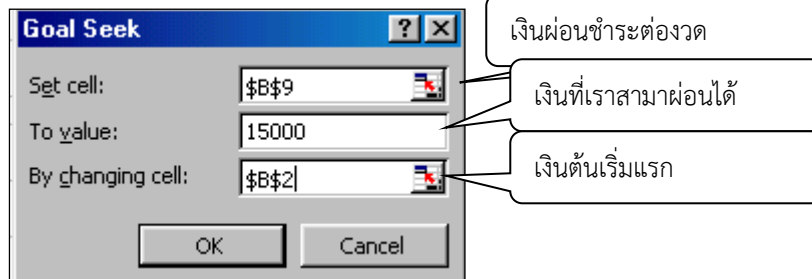 Goal Seek
เงินผ่อนชำระต่องวด
Set cell: $B$9
เงินที่เราสามาผ่อนได้
To value: 15000
By changing cell: $B$2
เงินต้นเริ่มแรก
OK Cancel